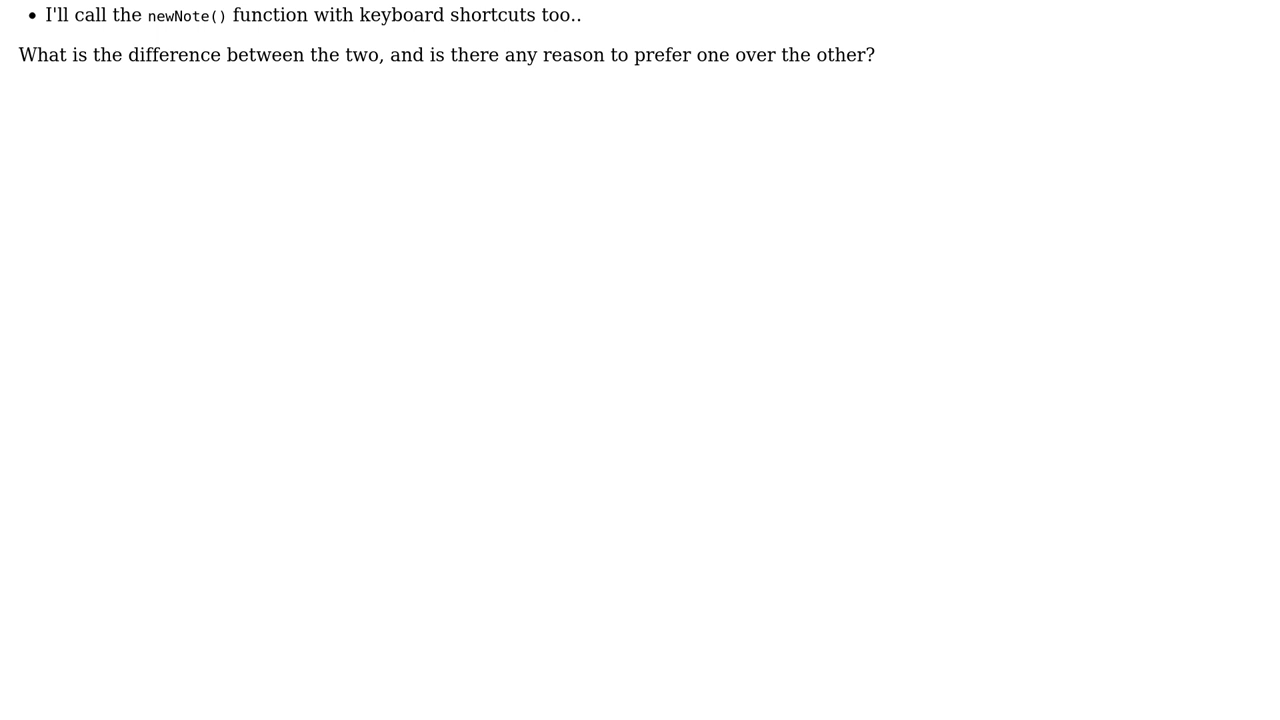 • I'll call the newNote() function with keyboard shortcuts too..
What is the difference between the two, and is there any reason to prefer one over the other?